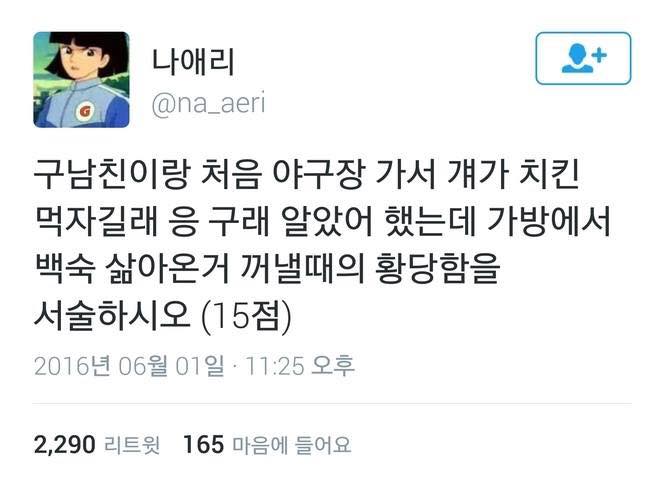 나애리
@na_aeri
구남친이랑 처음 야구장 가서 걔가 치킨
먹자길래 응 구래 알았어 했는데 가방에서
백숙 삶아온거 꺼낼때의 황당함을
서술하시오 (15점)
2016년 06월 01일 · 11:25 오후
2,290 리트윗 165 마음에 들어요
G